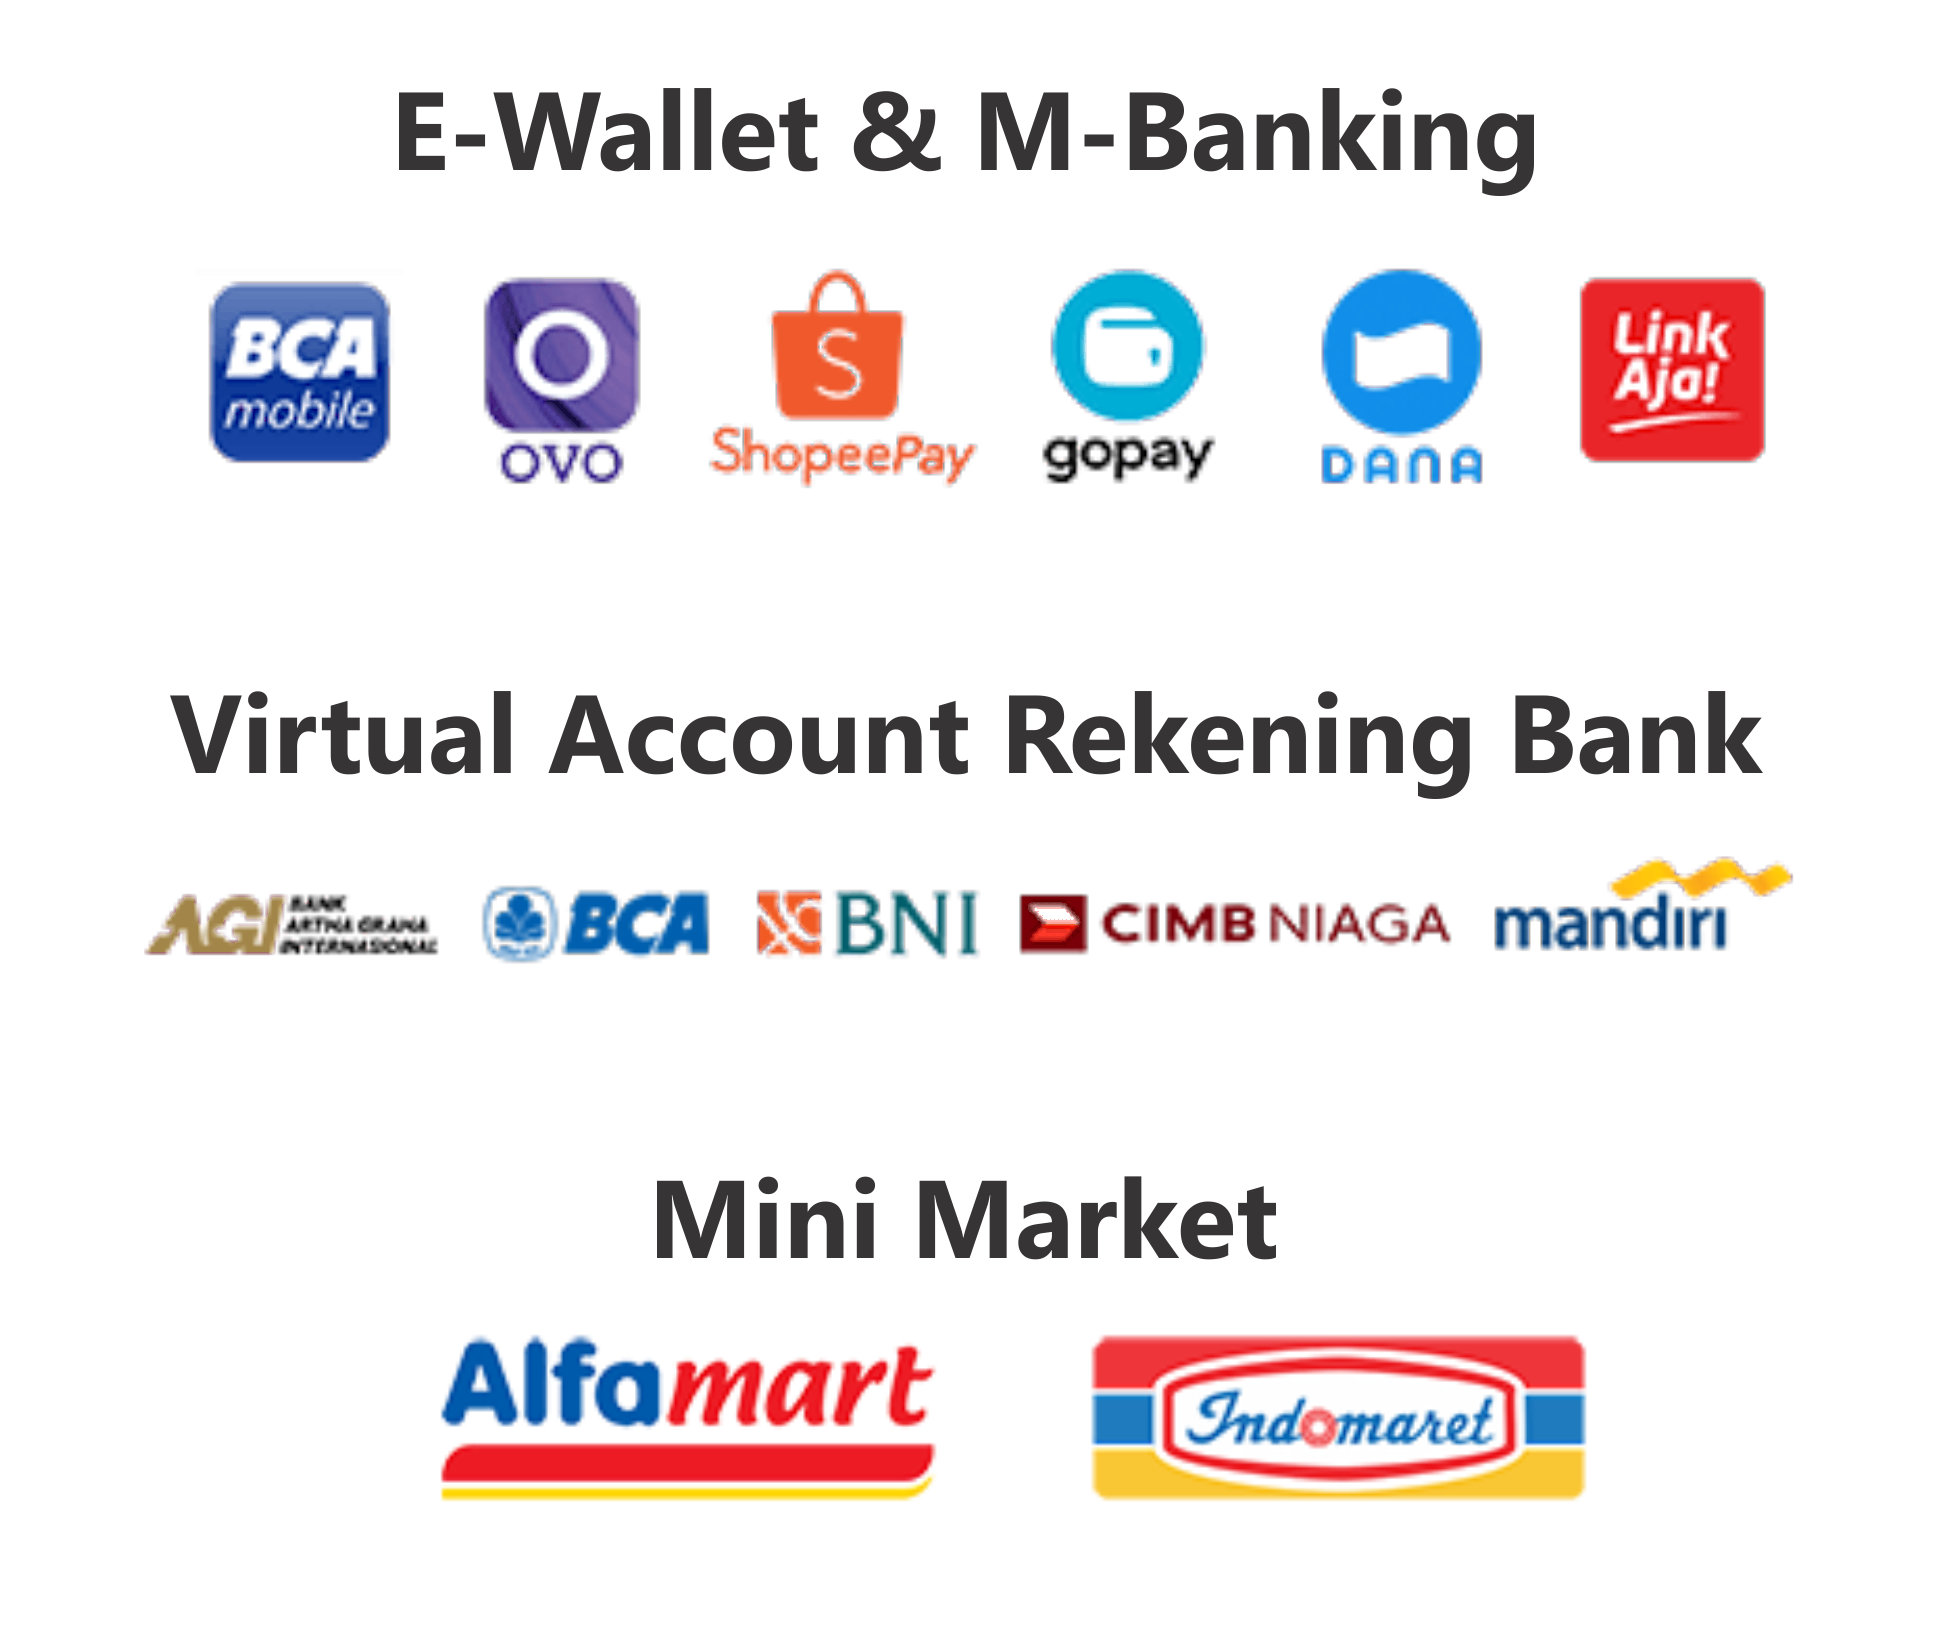 E-Wallet & M-Banking
BCA
mobile
OVO
S
ShopeePay
gopay
DANA
Link
Aja!
Virtual Account Rekening Bank
AGI
BANK
ARTHA GRAHA
INTERNASIONAL
BCA
BNI
CIMB NIAGA
mandiri
Mini Market
Alfamart
Indomaret